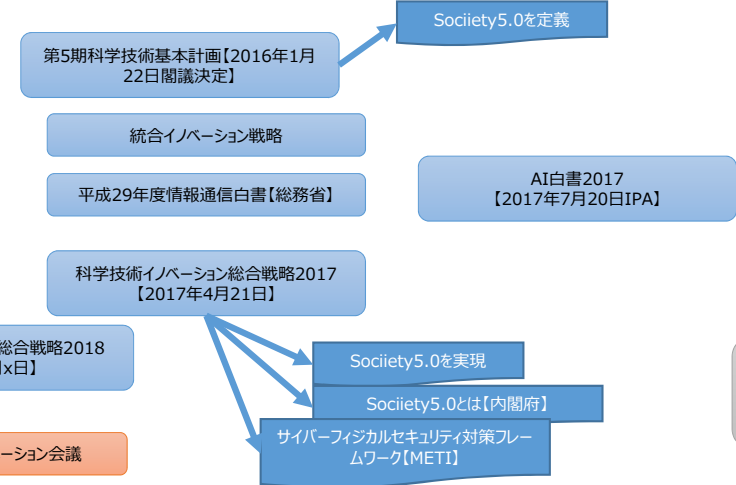 Sociiety5.0を定義
第5期科学技術基本計画【2016年1月
22日閣議決定】
統合イノベーション戦略
平成29年度情報通信白書【総務省】
AI白書2017
【2017年7月20日IPA】
科学技術イノベーション総合戦略2017
【2017年4月21日】
総合戦略2018
x日】
Sociiety5.0を実現
Sociiety5.0とは【内閣府】
サイバーフィジカルセキュリティ対策フレー
ムワーク【METI】
ーション会議